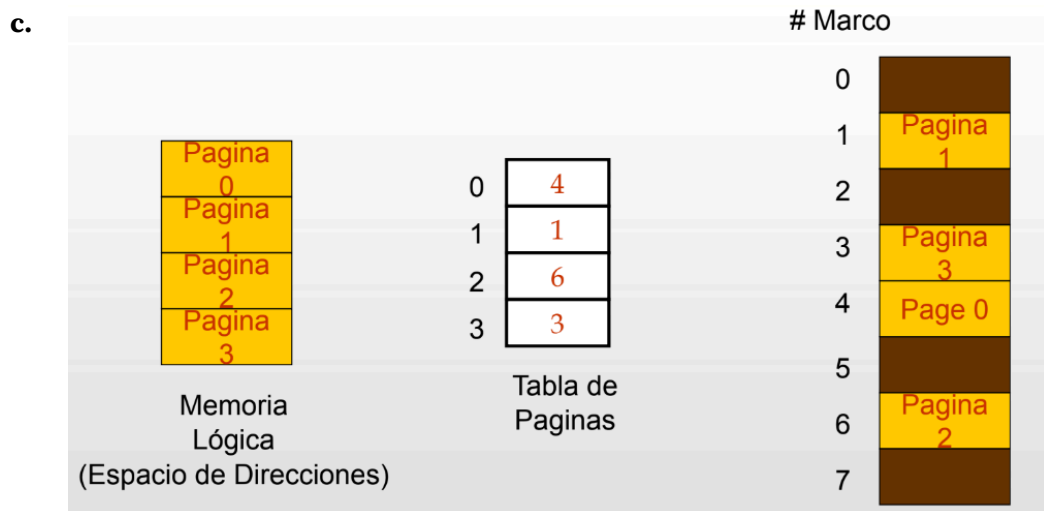 c.
# Marco
Pagina
0
Pagina
1
Pagina
2
Pagina
3
Memoria
Lógica
(Espacio de Direcciones)
0 4
1 1
2 6
3 3
Tabla de
Paginas
0
1 Pagina
1
2
3 Pagina
3
4 Page 0
5
6 Pagina
2
7